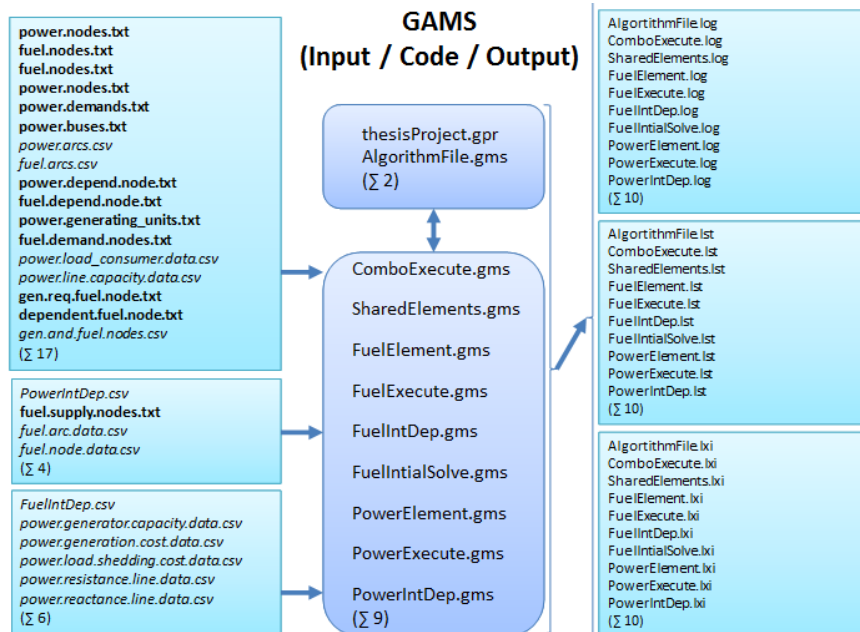 GAMS
(Input / Code / Output)
power.nodes.txt
fuel.nodes.txt
fuel.nodes.txt
power.nodes.txt
power.demands.txt
power.buses.txt
power.arcs.csv
fuel.arcs.csv
power.depend.node.txt
fuel.depend.node.txt
power.generating_units.txt
fuel.demand.nodes.txt
power.load_consumer.data.csv
power.line.capacity.data.csv
gen.req.fuel.node.txt
dependent.fuel.node.txt
gen.and.fuel.nodes.csv
(∑ 17)
PowerIntDep.csv
fuel.supply.nodes.txt
fuel.arc.data.csv
fuel.node.data.csv
(∑ 4)
FuelIntDep.csv
power.generator.capacity.data.csv
power.generation.cost.data.csv
power.load.shedding.cost.data.csv
power.resistance.line.data.csv
power.reactance.line.data.csv
(∑ 6)
thesisProject.gpr
AlgorithmFile.gms
(∑ 2)
ComboExecute.gms
SharedElements.gms
FuelElement.gms
FuelExecute.gms
FuelIntDep.gms
FuelIntialSolve.gms
PowerElement.gms
PowerExecute.gms
PowerIntDep.gms
(∑ 9)
AlgorithmFile.log
ComboExecute.log
SharedElements.log
FuelElement.log
FuelExecute.log
FuelIntDep.log
FuelIntialSolve.log
PowerElement.log
PowerExecute.log
PowerIntDep.log
(∑ 10)
AlgorithmFile.lst
ComboExecute.lst
SharedElements.lst
FuelElement.lst
FuelExecute.lst
FuelIntDep.lst
FuelIntialSolve.lst
PowerElement.lst
PowerExecute.lst
PowerIntDep.lst
(∑ 10)
AlgortithmFile.lxi
ComboExecute.lxi
SharedElements.lxi
FuelElement.lxi
FuelExecute.lxi
FuelIntDep.lxi
FuelIntialSolve.lxi
PowerElement.lxi
PowerExecute.lxi
PowerIntDep.lxi
(∑ 10)